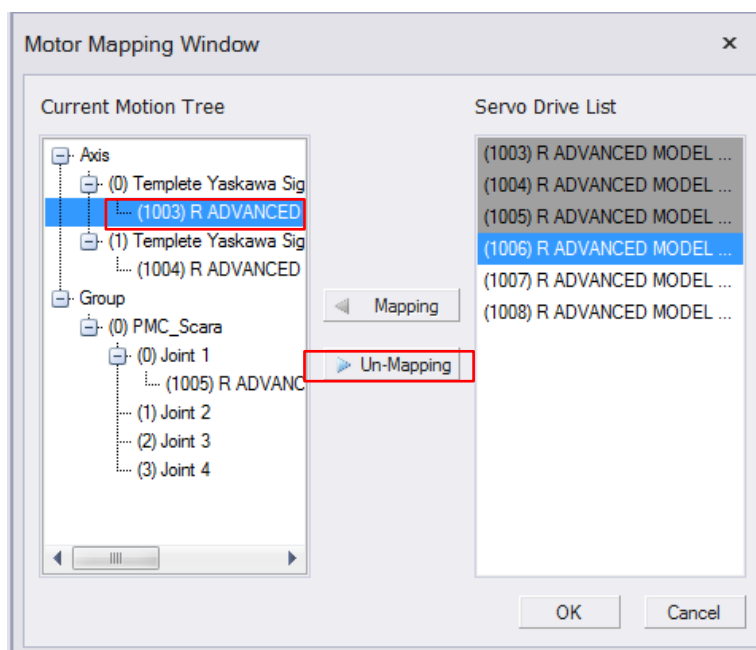 Motor Mapping Window
Current Motion Tree
Axis
(0) Templete Yaskawa Sig
(1003) R ADVANCED
(1) Templete Yaskawa Sig
(1004) R ADVANCED
Group
(0) PMC_Scara
(0) Joint 1
(1005) R ADVANC
(1) Joint 2
(2) Joint 3
(3) Joint 4
Mapping
Un-Mapping
Servo Drive List
(1003) R ADVANCED MODEL ...
(1004) R ADVANCED MODEL ...
(1005) R ADVANCED MODEL ...
(1006) R ADVANCED MODEL ...
(1007) R ADVANCED MODEL ...
(1008) R ADVANCED MODEL ...
OK
Cancel